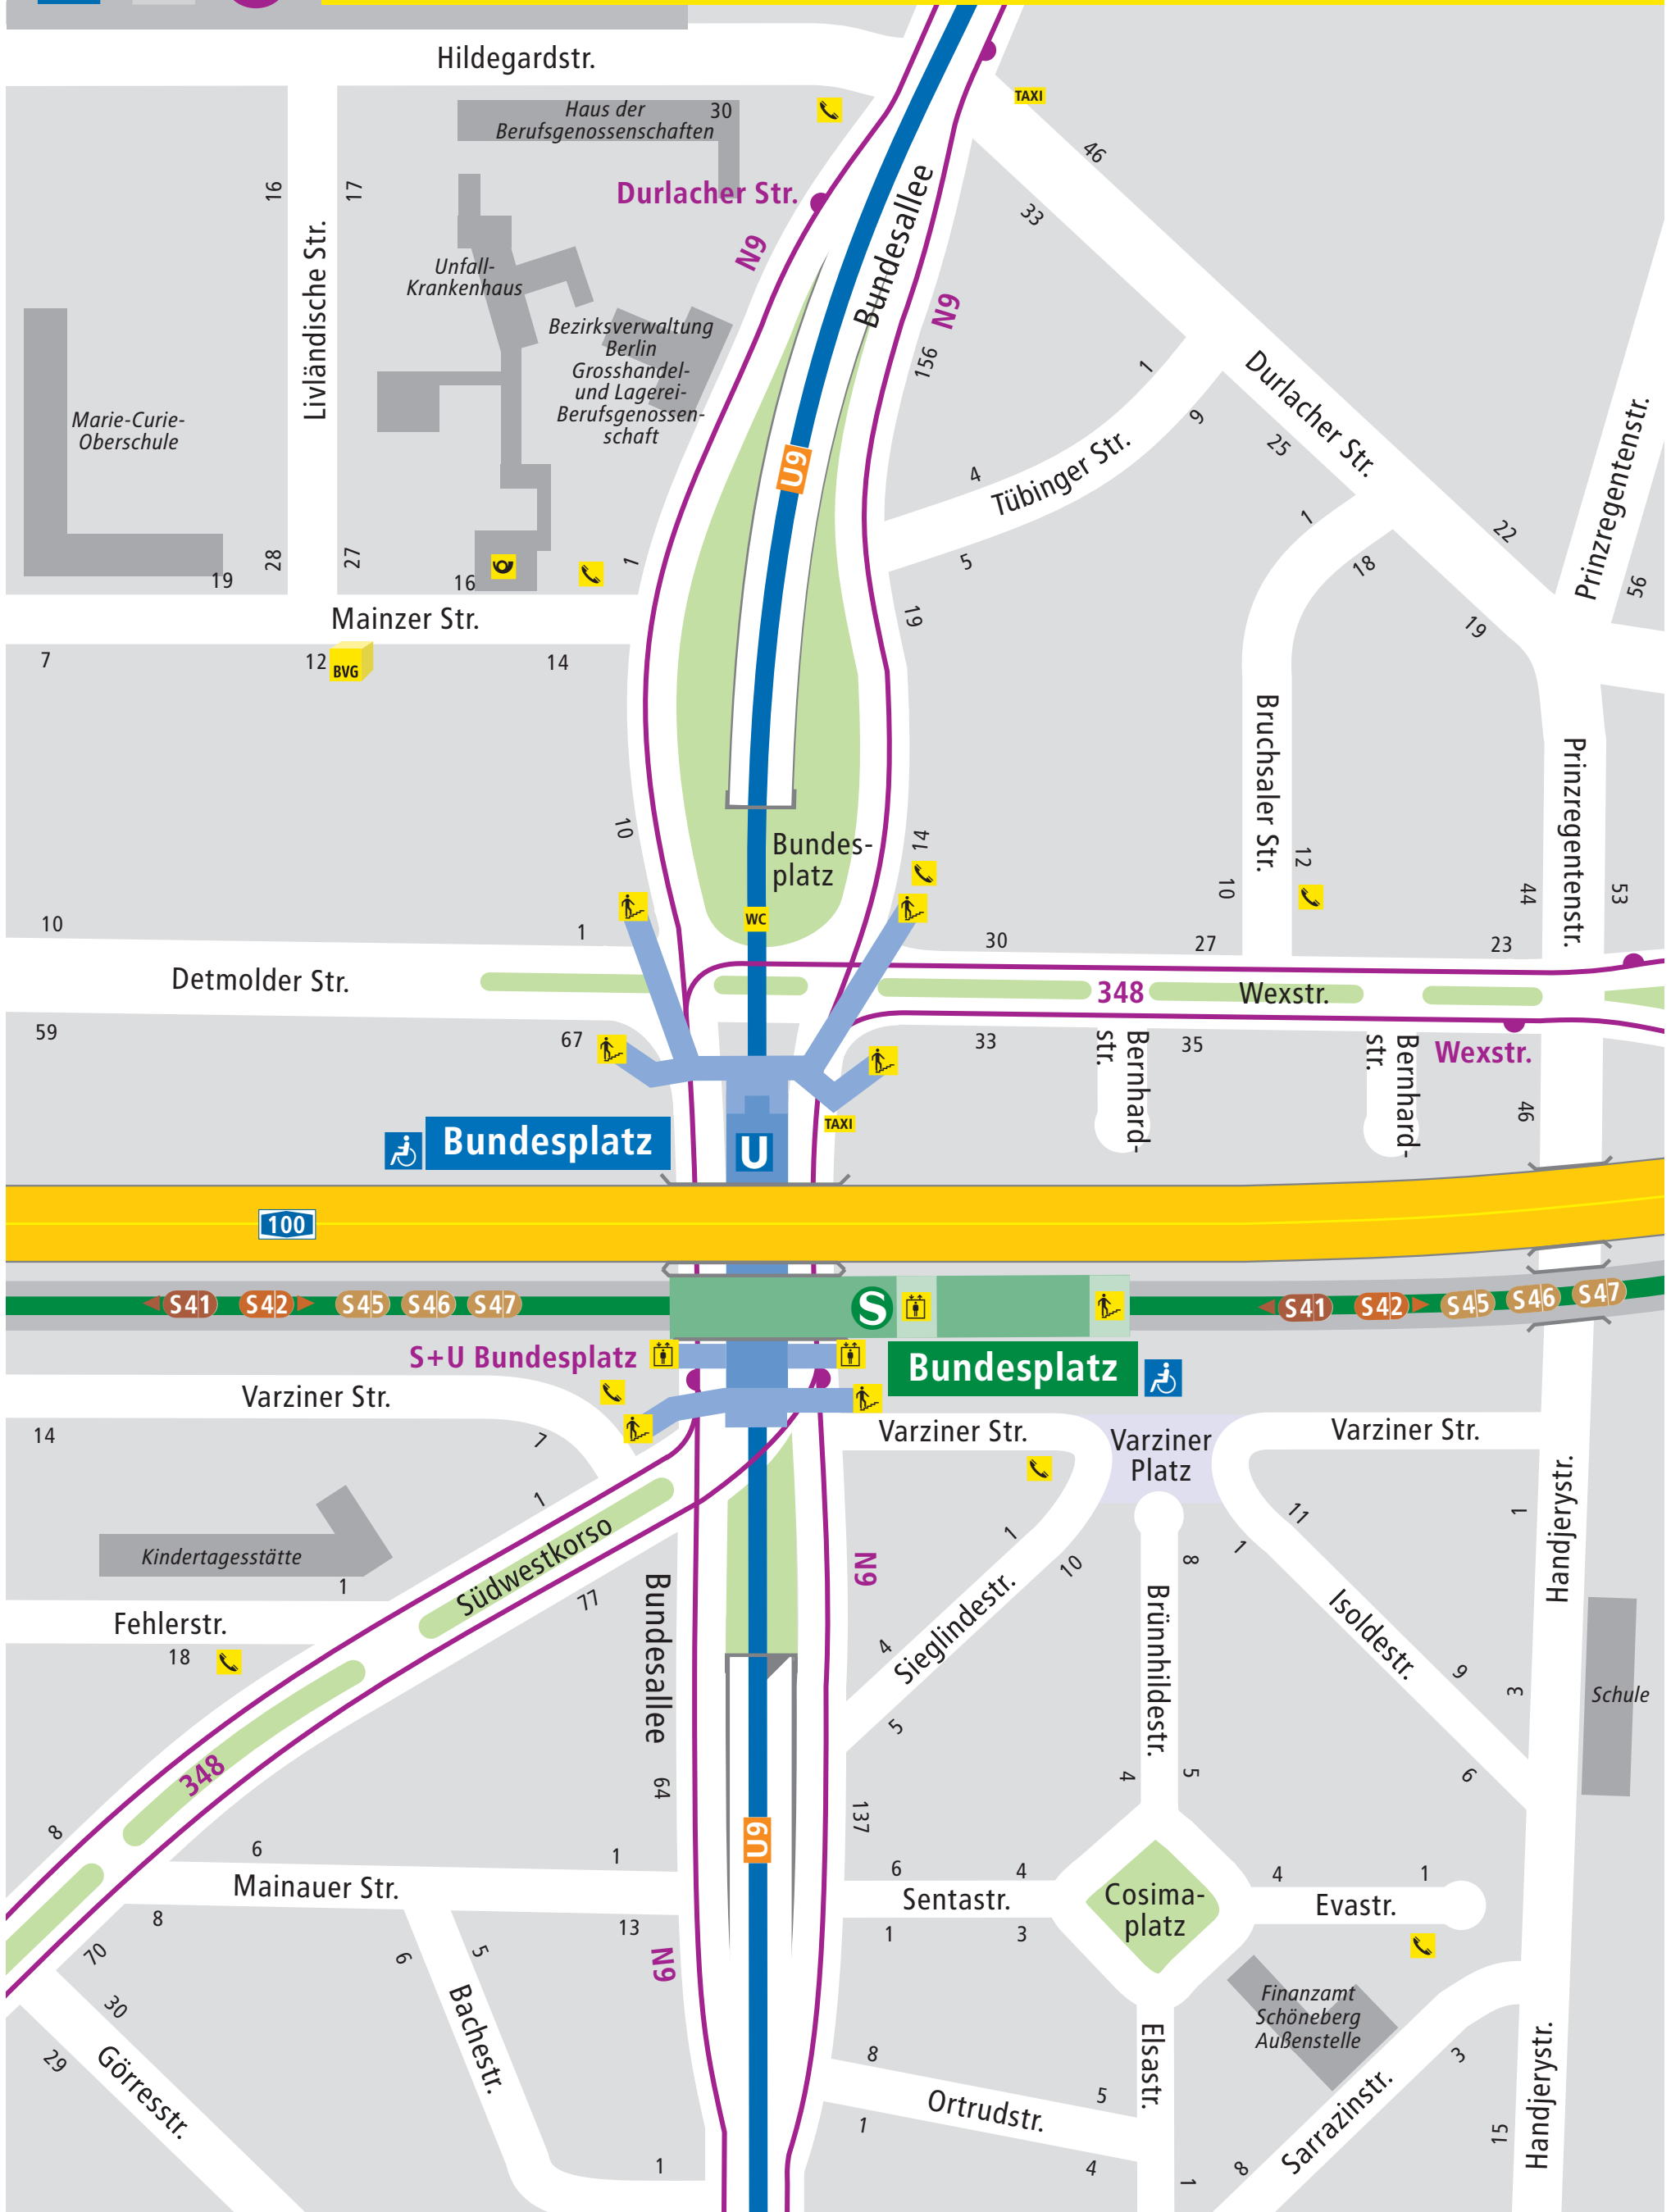 Hildegardstr.
TAXI
Haus der
Berufsgenossenschaften
30
46
16
17
Durlacher Str.
33
N9
Bundesallee
Livländische Str.
Unfall-
Krankenhaus
N9
Bezirksverwaltung
Berlin
Grosshandel-
und Lagerei-
Berufsgenossen-
schaft
156
1
Durlacher Str.
Marie-Curie-
Oberschule
9
25
Prinzregentenstr.
U9
4
Tübinger Str.
1
22
28
27
1
5
18
56
19
16
19
Mainzer Str.
19
7
12
BVG
14
Bruchsaler Str.
Prinzregentenstr.
10
Bundes-
platz
14
12
10
44
53
WC
10
1
30
27
23
Detmolder Str.
348
Wexstr.
59
67
33
Bernhard-
str.
35
Bernhard-
str.
Wexstr.
46
TAXI
Bundesplatz
U
100
S41
S42
S45
S46
S47
S
S41
S42
S45
S46
S47
S+U Bundesplatz
Bundesplatz
Varziner Str.
14
7
Varziner Str.
Varziner
Platz
Varziner Str.
1
11
1
Handjerystr.
Kindertagesstätte
1
Südwestkorso
77
N9
1
10
8
1
Fehlerstr.
18
Bundesallee
Sieglindestr.
4
5
Brünnhildestr.
Isoldestr.
9
3
Schule
348
64
4
5
6
8
U9
137
6
1
6
4
4
1
Mainauer Str.
Sentastr.
Cosima-
platz
Evastr.
8
13
1
3
70
6
5
N9
30
Finanzamt
Schöneberg
Außenstelle
29
Görresstr.
Bachestr.
8
Elsastr.
3
Handjerystr.
5
Ortrudstr.
1
Sarrazinstr.
15
1
4
1
8